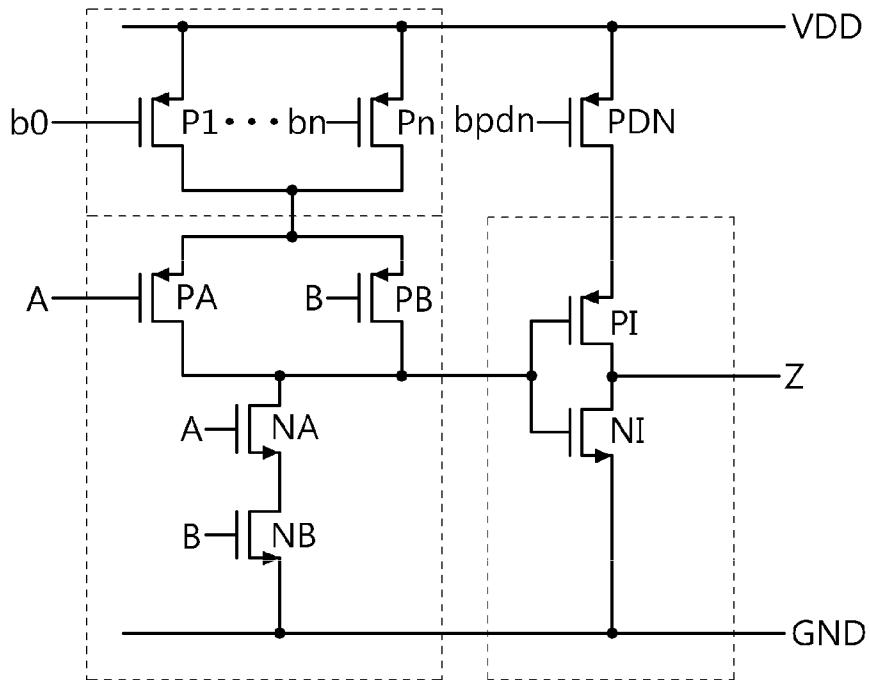 VDD
b0 P1 ··· bn Pn bpdn PDN
A PA B PB PI
Z
A NA NI
B NB
GND